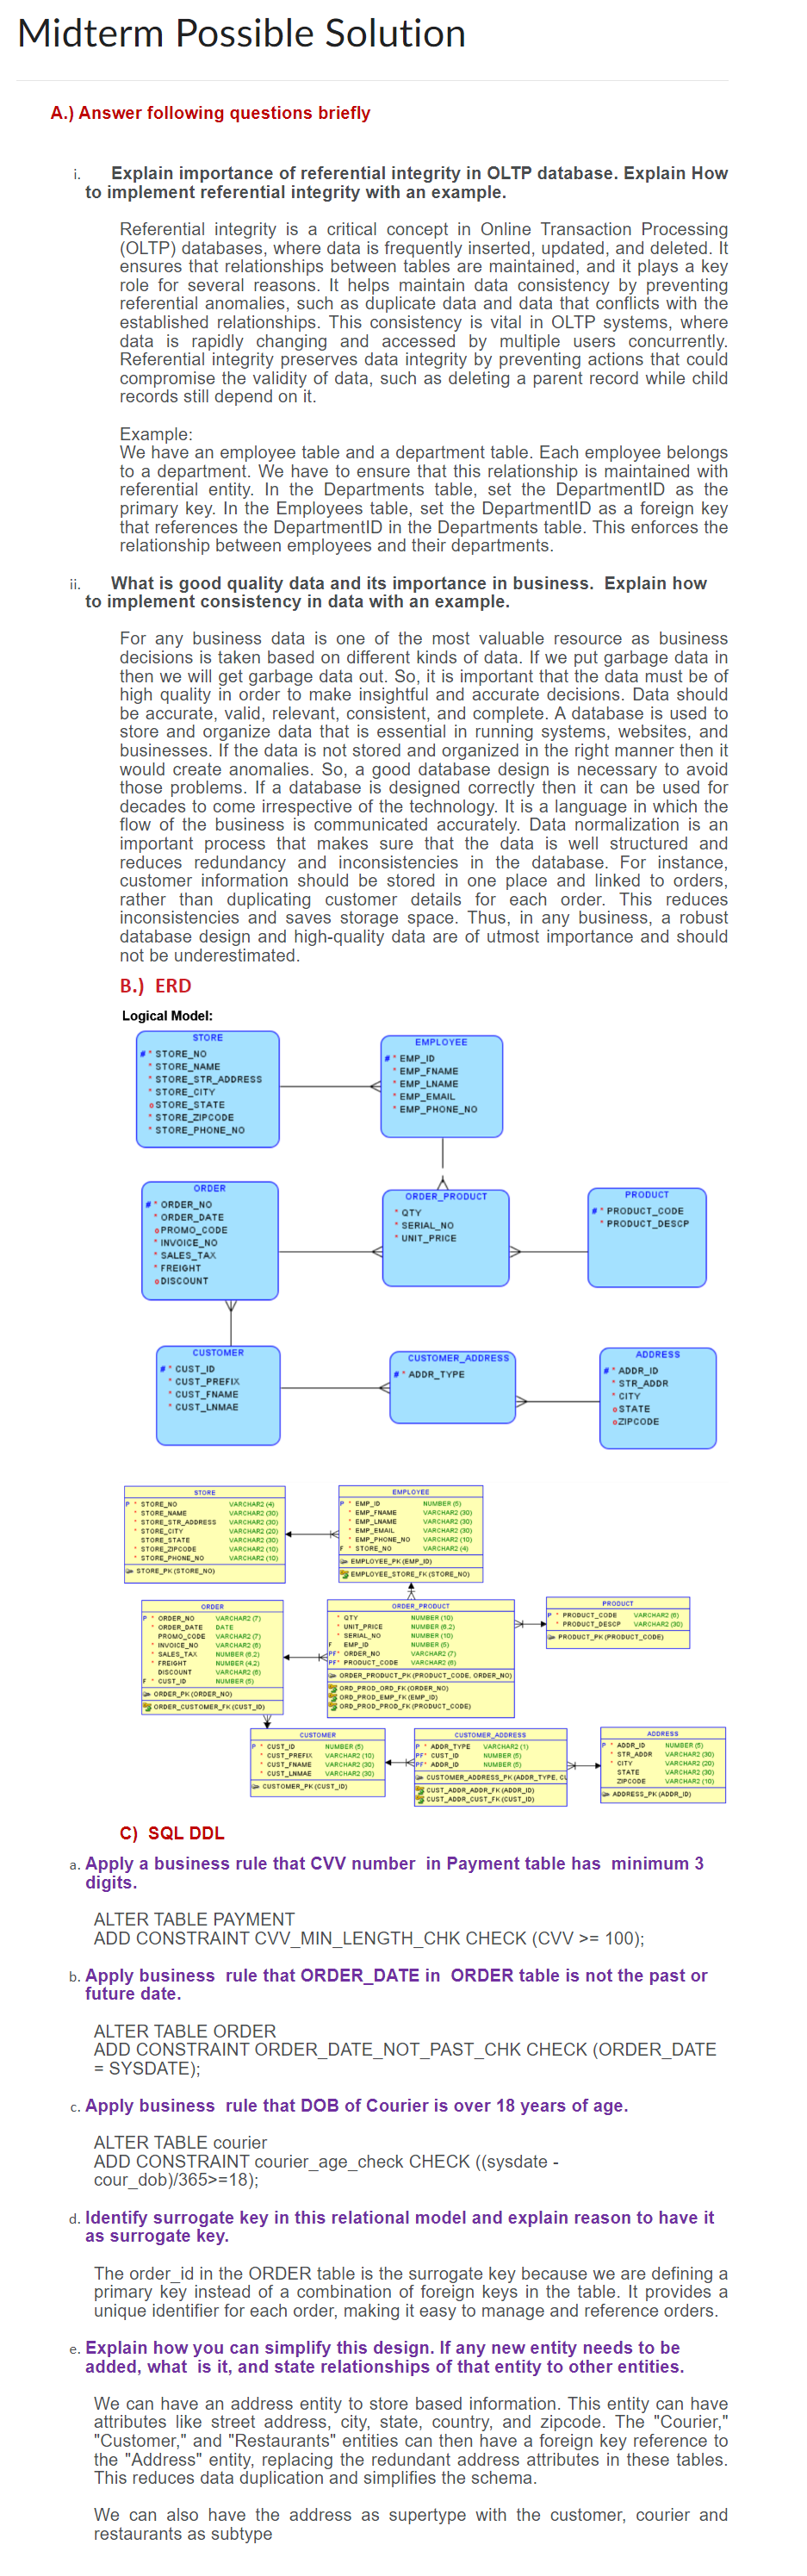 Midterm Possible Solution
A.) Answer following questions briefly
i. Explain importance of referential integrity in OLTP database. Explain How
to implement referential integrity with an example.
Referential integrity is a critical concept in Online Transaction Processing
(OLTP) databases, where data is frequently inserted, updated, and deleted. It
ensures that relationships between tables are maintained, and it plays a key
role for several reasons. It helps maintain data consistency by preventing
referential anomalies, such as duplicate data and data that conflicts with the
established relationships. This consistency is vital in OLTP systems, where
data is rapidly changing and accessed by multiple users concurrently.
Referential integrity preserves data integrity by preventing actions that could
compromise the validity of data, such as deleting a parent record while child
records still depend on it.
Example:
We have an employee table and a department table. Each employee belongs
to a department. We have to ensure that this relationship is maintained with
referential entity. In the Departments table, set the DepartmentID as the
primary key. In the Employees table, set the DepartmentID as a foreign key
that references the DepartmentID in the Departments table. This enforces the
relationship between employees and their departments.
ii. What is good quality data and its importance in business. Explain how
to implement consistency in data with an example.
For any business data is one of the most valuable resource as business
decisions is taken based on different kinds of data. If we put garbage data in
then we will get garbage data out. So, it is important that the data must be of
high quality in order to make insightful and accurate decisions. Data should
be accurate, valid, relevant, consistent, and complete. A database is used to
store and organize data that is essential in running systems, websites, and
businesses. If the data is not stored and organized in the right manner then it
would create anomalies. So, a good database design is necessary to avoid
those problems. If a database is designed correctly then it can be used for
decades to come irrespective of the technology. It is a language in which the
flow of the business is communicated accurately. Data normalization is an
important process that makes sure that the data is well structured and
reduces redundancy and inconsistencies in the database. For instance,
customer information should be stored in one place and linked to orders,
rather than duplicating customer details for each order. This reduces
inconsistencies and saves storage space. Thus, in any business, a robust
database design and high-quality data are of utmost importance and should
not be underestimated.
B.) ERD
Logical Model:
STORE
# * STORE_NO
* STORE_NAME
* STORE_STR_ADDRESS
* STORE_CITY
o STORE_STATE
* STORE_ZIPCODE
* STORE_PHONE_NO
EMPLOYEE
# * EMP_ID
* EMP_FNAME
* EMP_LNAME
* EMP_EMAIL
* EMP_PHONE_NO
ORDER
# * ORDER_NO
* ORDER_DATE
o PROMO_CODE
* INVOICE_NO
* SALES_TAX
* FREIGHT
o DISCOUNT
ORDER_PRODUCT
* QTY
* SERIAL_NO
* UNIT_PRICE
PRODUCT
# * PRODUCT_CODE
* PRODUCT_DESCP
CUSTOMER
# * CUST_ID
* CUST_PREFIX
* CUST_FNAME
* CUST_LNMAE
CUSTOMER_ADDRESS
# * ADDR_TYPE
ADDRESS
# * ADDR_ID
* STR_ADDR
* CITY
o STATE
o ZIPCODE
STORE
P * STORE_NO VARCHAR2 (4)
* STORE_NAME VARCHAR2 (30)
* STORE_STR_ADDRESS VARCHAR2 (30)
* STORE_CITY VARCHAR2 (20)
STORE_STATE VARCHAR2 (30)
* STORE_ZIPCODE VARCHAR2 (10)
* STORE_PHONE_NO VARCHAR2 (10)
STORE_PK (STORE_NO)
EMPLOYEE
P * EMP_ID NUMBER (5)
* EMP_FNAME VARCHAR2 (30)
* EMP_LNAME VARCHAR2 (30)
* EMP_EMAIL VARCHAR2 (30)
* EMP_PHONE_NO VARCHAR2 (10)
F * STORE_NO VARCHAR2 (4)
EMPLOYEE_PK (EMP_ID)
EMPLOYEE_STORE_FK (STORE_NO)
ORDER
P * ORDER_NO VARCHAR2 (7)
* ORDER_DATE DATE
PROMO_CODE VARCHAR2 (7)
* INVOICE_NO VARCHAR2 (6)
* SALES_TAX NUMBER (6,2)
* FREIGHT NUMBER (4,2)
DISCOUNT VARCHAR2 (6)
F * CUST_ID NUMBER (5)
ORDER_PK (ORDER_NO)
ORDER_CUSTOMER_FK (CUST_ID)
ORDER_PRODUCT
* QTY NUMBER (10)
* UNIT_PRICE NUMBER (6,2)
* SERIAL_NO NUMBER (10)
F EMP_ID NUMBER (5)
PF* ORDER_NO VARCHAR2 (7)
PF* PRODUCT_CODE VARCHAR2 (6)
ORDER_PRODUCT_PK (PRODUCT_CODE, ORDER_NO)
ORD_PROD_ORD_FK (ORDER_NO)
ORD_PROD_EMP_FK (EMP_ID)
ORD_PROD_PROD_FK (PRODUCT_CODE)
PRODUCT
P * PRODUCT_CODE VARCHAR2 (6)
* PRODUCT_DESCP VARCHAR2 (30)
PRODUCT_PK (PRODUCT_CODE)
CUSTOMER
P * CUST_ID NUMBER (5)
* CUST_PREFIX VARCHAR2 (10)
* CUST_FNAME VARCHAR2 (30)
* CUST_LNMAE VARCHAR2 (30)
CUSTOMER_PK (CUST_ID)
CUSTOMER_ADDRESS
P * ADDR_TYPE VARCHAR2 (1)
PF* CUST_ID NUMBER (5)
PF* ADDR_ID NUMBER (5)
CUSTOMER_ADDRESS_PK (ADDR_TYPE, CU
CUST_ADDR_ADDR_FK (ADDR_ID)
CUST_ADDR_CUST_FK (CUST_ID)
ADDRESS
P * ADDR_ID NUMBER (5)
* STR_ADDR VARCHAR2 (30)
* CITY VARCHAR2 (20)
STATE VARCHAR2 (30)
ZIPCODE VARCHAR2 (10)
ADDRESS_PK (ADDR_ID)
C) SQL DDL
a. Apply a business rule that CVV number in Payment table has minimum 3
digits.
ALTER TABLE PAYMENT
ADD CONSTRAINT CVV_MIN_LENGTH_CHK CHECK (CVV >= 100);
b. Apply business rule that ORDER_DATE in ORDER table is not the past or
future date.
ALTER TABLE ORDER
ADD CONSTRAINT ORDER_DATE_NOT_PAST_CHK CHECK (ORDER_DATE
= SYSDATE);
c. Apply business rule that DOB of Courier is over 18 years of age.
ALTER TABLE courier
ADD CONSTRAINT courier_age_check CHECK ((sysdate -
cour_dob)/365>=18);
d. Identify surrogate key in this relational model and explain reason to have it
as surrogate key.
The order_id in the ORDER table is the surrogate key because we are defining a
primary key instead of a combination of foreign keys in the table. It provides a
unique identifier for each order, making it easy to manage and reference orders.
e. Explain how you can simplify this design. If any new entity needs to be
added, what is it, and state relationships of that entity to other entities.
We can have an address entity to store based information. This entity can have
attributes like street address, city, state, country, and zipcode. The "Courier,"
"Customer," and "Restaurants" entities can then have a foreign key reference to
the "Address" entity, replacing the redundant address attributes in these tables.
This reduces data duplication and simplifies the schema.
We can also have the address as supertype with the customer, courier and
restaurants as subtype